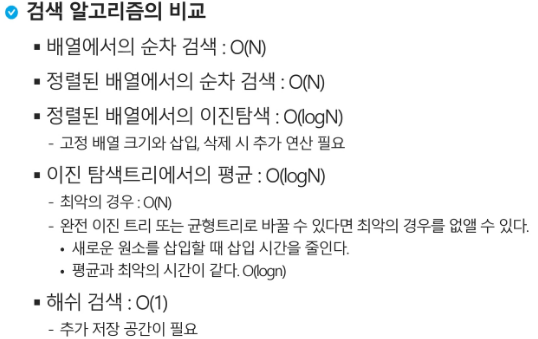 검색 알고리즘의 비교
▪ 배열에서의 순차 검색 : O(N)
▪ 정렬된 배열에서의 순차 검색 : O(N)
▪ 정렬된 배열에서의 이진탐색 : O(logN)
- 고정 배열 크기와 삽입, 삭제 시 추가 연산 필요
▪ 이진 탐색트리에서의 평균 : O(logN)
- 최악의 경우 : O(N)
- 완전 이진 트리 또는 균형트리로 바꿀 수 있다면 최악의 경우를 없앨 수 있다.
• 새로운 원소를 삽입할 때 삽입 시간을 줄인다.
• 평균과 최악의 시간이 같다. O(logn)
▪ 해쉬 검색 : O(1)
- 추가 저장 공간이 필요